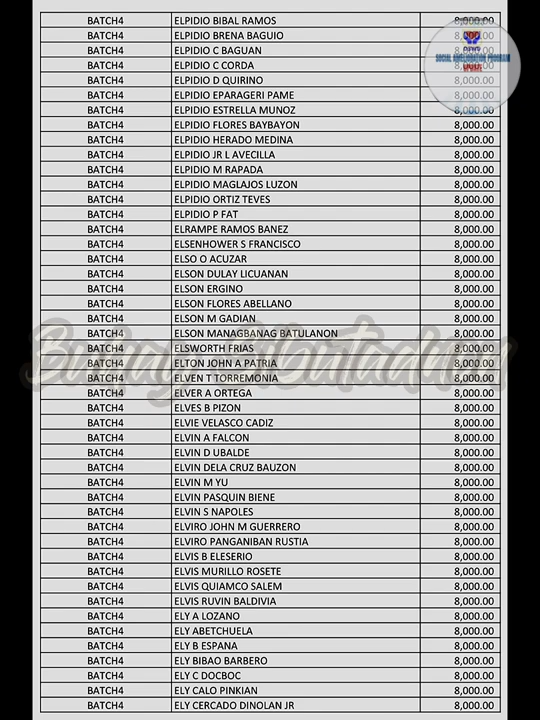 BATCH4 ELPIDIO BIBAL RAMOS 8,000.00
BATCH4 ELPIDIO BRENA BAGUIO
BATCH4 ELPIDIO C BAGUAN
BATCH4 ELPIDIO C CORDA
BATCH4 ELPIDIO D QUIRINO 8,000.00
BATCH4 ELPIDIO EPARAGERI PAME 8,000.00
BATCH4 ELPIDIO ESTRELLA MUNOZ 8,000.00
BATCH4 ELPIDIO FLORES BAYBAYON 8,000.00
BATCH4 ELPIDIO HERADO MEDINA 8,000.00
BATCH4 ELPIDIO JR L AVECILLA 8,000.00
BATCH4 ELPIDIO M RAPADA 8,000.00
BATCH4 ELPIDIO MAGLAJOS LUZON 8,000.00
BATCH4 ELPIDIO ORTIZ TEVES 8,000.00
BATCH4 ELPIDIO P FAT 8,000.00
BATCH4 ELRAMPE RAMOS BANEZ 8,000.00
BATCH4 ELSENHOWER S FRANCISCO 8,000.00
BATCH4 ELSO O ACUZAR 8,000.00
BATCH4 ELSON DULAY LICUANAN 8,000.00
BATCH4 ELSON ERGINO 8,000.00
BATCH4 ELSON FLORES ABELLANO 8,000.00
BATCH4 ELSON M GADIAN 8,000.00
BATCH4 ELSON MANAGBANAG BATULANON 8,000.00
BATCH4 ELSWORTH FRIAS 8,000.00
BATCH4 ELTON JOHN A PATRIA 8,000.00
BATCH4 ELVEN T TORREMONIA 8,000.00
BATCH4 ELVER A ORTEGA 8,000.00
BATCH4 ELVES B PIZON 8,000.00
BATCH4 ELVIE VELASCO CADIZ 8,000.00
BATCH4 ELVIN A FALCON 8,000.00
BATCH4 ELVIN D UBALDE 8,000.00
BATCH4 ELVIN DELA CRUZ BAUZON 8,000.00
BATCH4 ELVIN M YU 8,000.00
BATCH4 ELVIN PASQUIN BIENE 8,000.00
BATCH4 ELVIN S NAPOLES 8,000.00
BATCH4 ELVIRO JOHN M GUERRERO 8,000.00
BATCH4 ELVIRO PANGANIBAN RUSTIA 8,000.00
BATCH4 ELVIS B ELESERIO 8,000.00
BATCH4 ELVIS MURILLO ROSETE 8,000.00
BATCH4 ELVIS QUIAMCO SALEM 8,000.00
BATCH4 ELVIS RUVIN BALDIVIA 8,000.00
BATCH4 ELY A LOZANO 8,000.00
BATCH4 ELY ABETCHUELA 8,000.00
BATCH4 ELY B ESPANA 8,000.00
BATCH4 ELY BIBAO BARBERO 8,000.00
BATCH4 ELY C DOCBOC 8,000.00
BATCH4 ELY CALO PINKIAN 8,000.00
BATCH4 ELY CERCADO DINOLAN JR 8,000.00
DSWD
SOCIAL AMELIORATION PROGRAM
UPDATE
Buhay